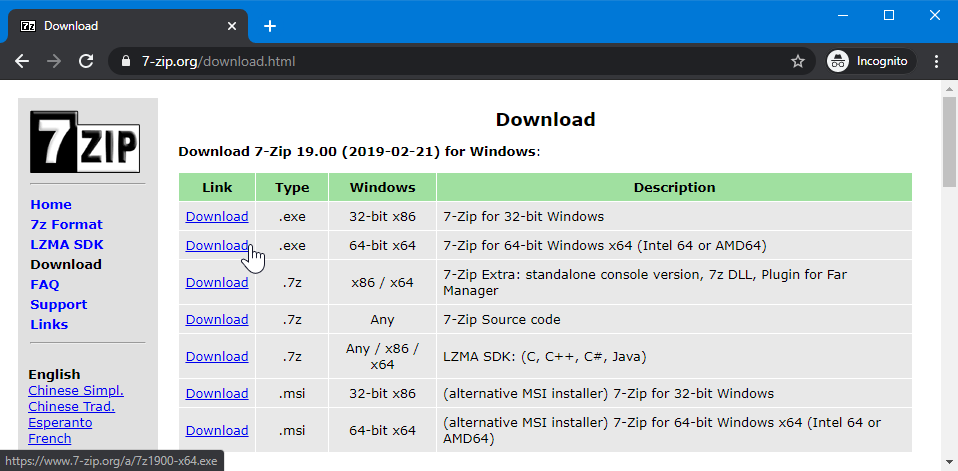 7z Download
7-zip.org/download.html
Incognito
7ZIP
Home
7z Format
LZMA SDK
Download
FAQ
Support
Links
English
Chinese Simpl.
Chinese Trad.
Esperanto
French
Download
Download 7-Zip 19.00 (2019-02-21) for Windows:
Link Type Windows Description
Download .exe 32-bit x86 7-Zip for 32-bit Windows
Download .exe 64-bit x64 7-Zip for 64-bit Windows x64 (Intel 64 or AMD64)
Download .7z x86 / x64 7-Zip Extra: standalone console version, 7z DLL, Plugin for Far
Manager
Download .7z Any 7-Zip Source code
Download .7z Any / x86 /
x64 LZMA SDK: (C, C++, C#, Java)
Download .msi 32-bit x86 (alternative MSI installer) 7-Zip for 32-bit Windows
Download .msi 64-bit x64 (alternative MSI installer) 7-Zip for 64-bit Windows x64 (Intel 64 or
AMD64)
https://www.7-zip.org/a/7z1900-x64.exe